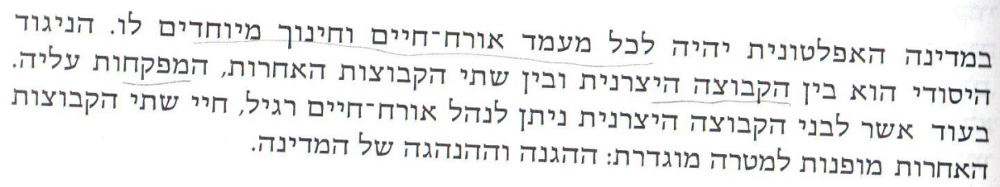 במדינה האפלטונית יהיה לכל מעמד אורח־חיים וחינוך מיוחדים לו. הניגוד
היסודי הוא בין הקבוצה היצרנית ובין שתי הקבוצות האחרות, המפקחות עליה.
בעוד אשר לבני הקבוצה היצרנית ניתן לנהל אורח־חיים רגיל, חיי שתי הקבוצות
האחרות מופנות למטרה מוגדרת: ההגנה וההנהגה של המדינה.